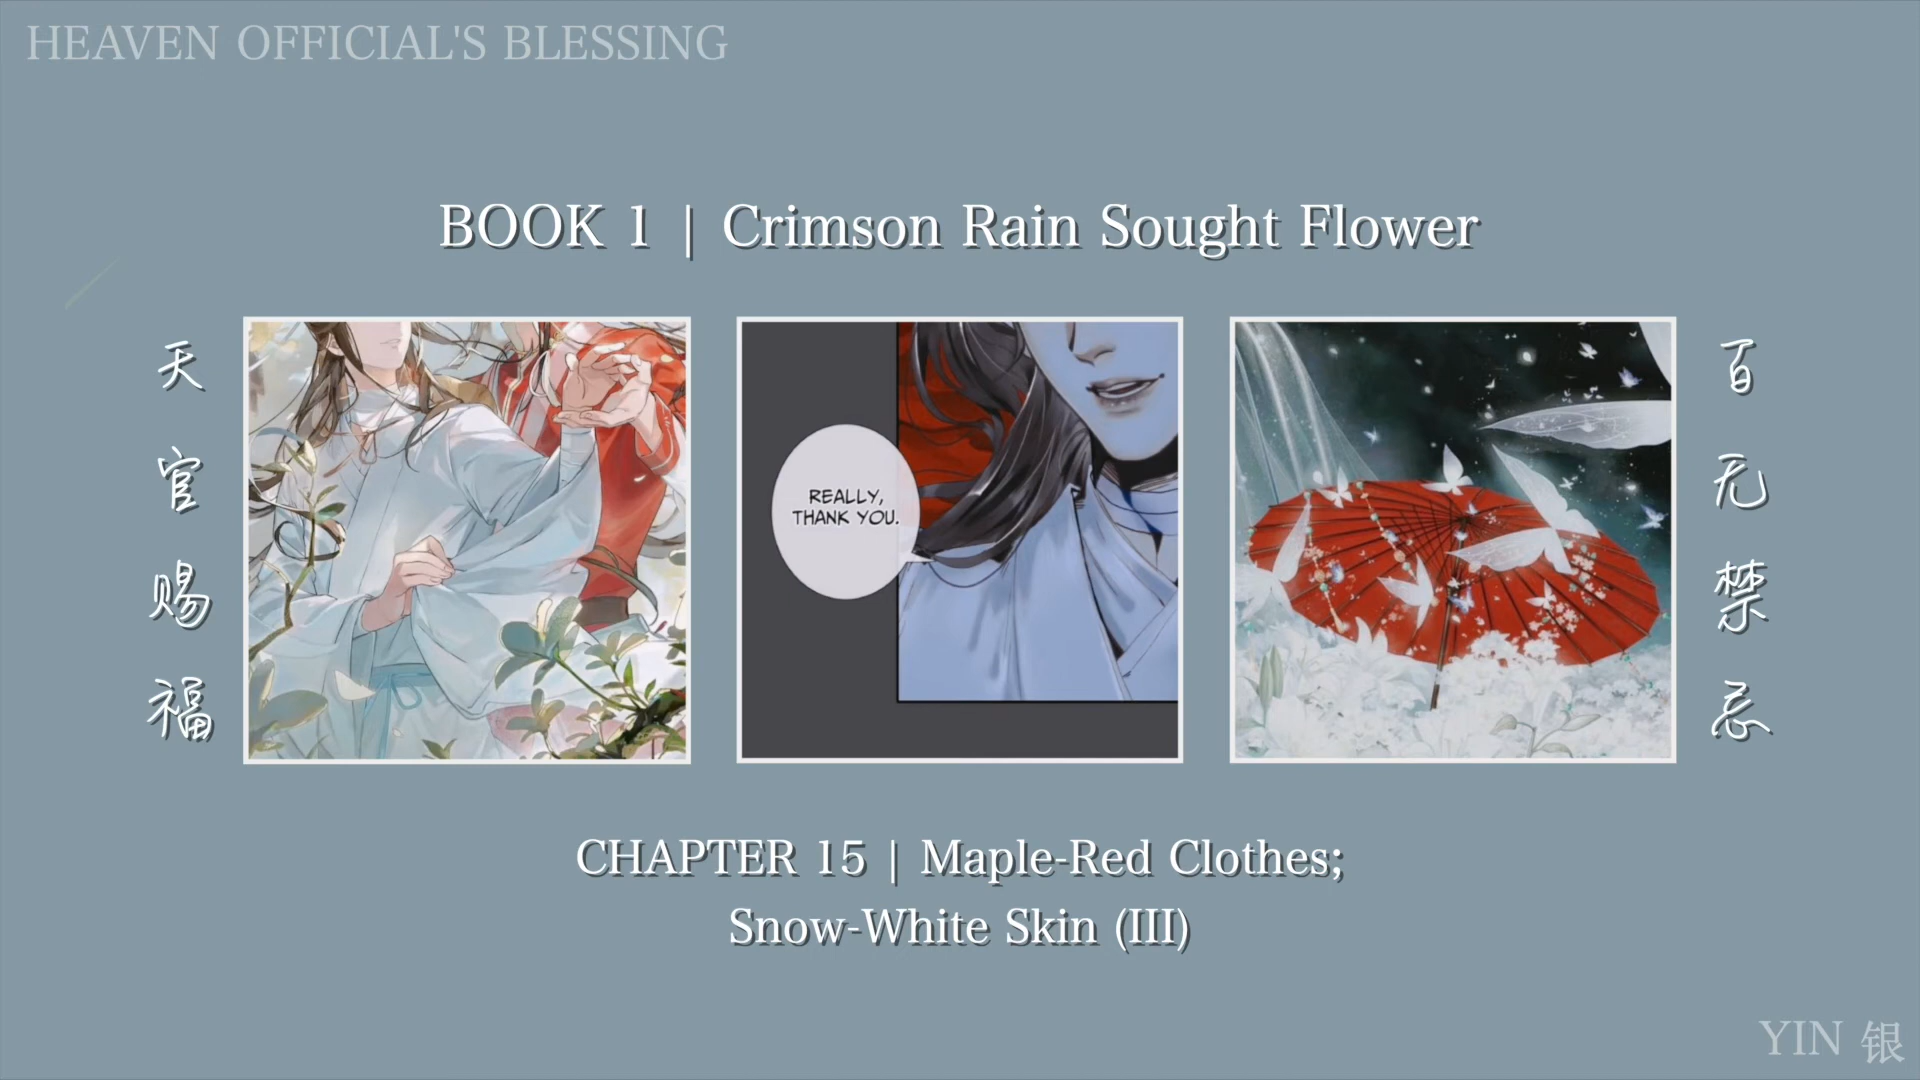 HEAVEN OFFICIAL'S BLESSING
BOOK 1 | Crimson Rain Sought Flower
天官赐福
REALLY,
THANK YOU.
百无禁忌
CHAPTER 15 | Maple-Red Clothes;
Snow-White Skin (III)
YIN 银